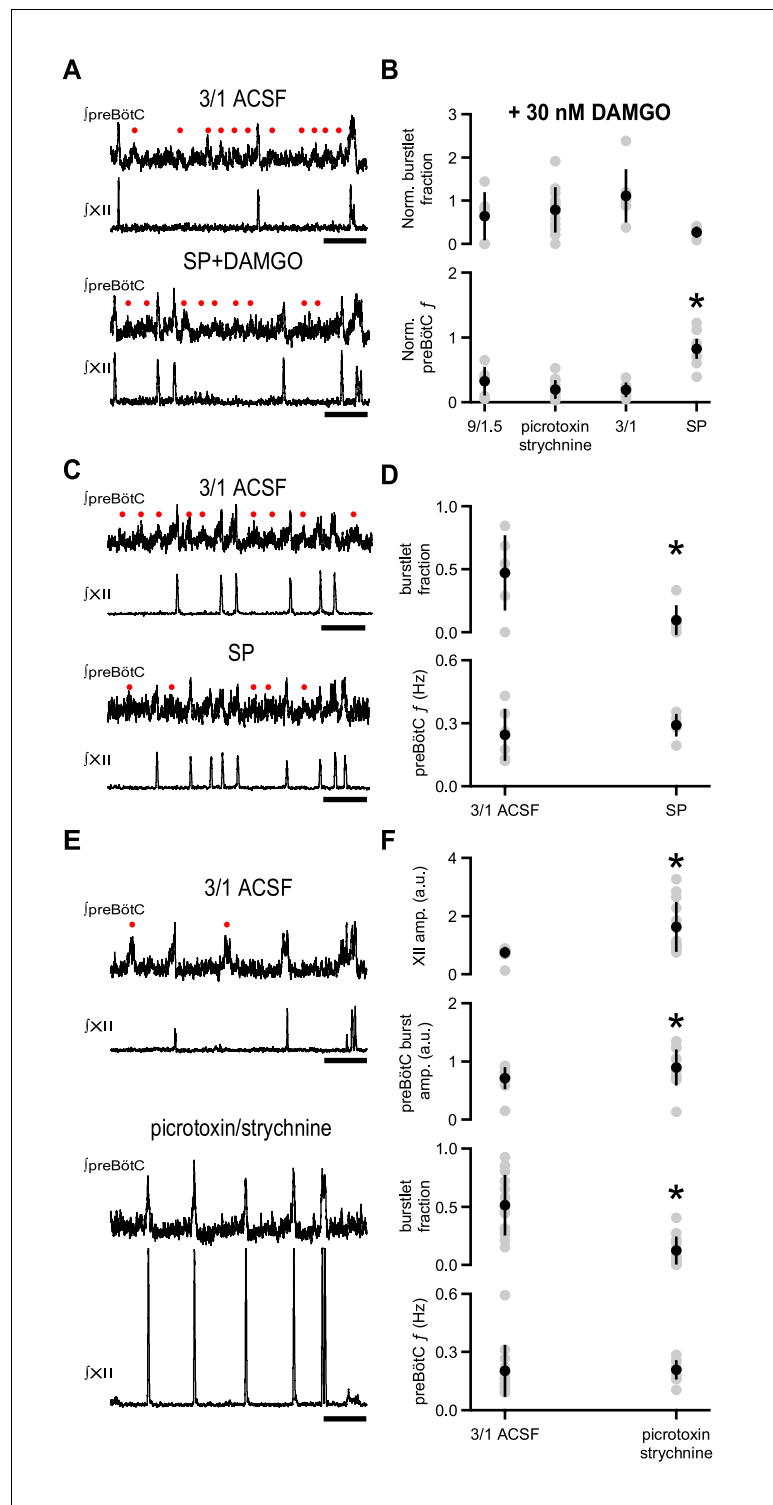 A
3/1 ACSF
∫preBötC
∫XII
SP+DAMGO
∫preBötC
∫XII
B
+ 30 nM DAMGO
Norm. burstlet
fraction
3
2
1
0
*
Norm.
preBötC ƒ
2
1
0
9/1.5
picrotoxin
strychnine
3/1
SP
C
3/1 ACSF
∫preBötC
∫XII
SP
∫preBötC
∫XII
D
burstlet
fraction
1.0
0.5
0.0
*
preBötC ƒ (Hz)
0.6
0.3
0.0
3/1 ACSF
SP
E
3/1 ACSF
∫preBötC
∫XII
picrotoxin/strychnine
∫preBötC
∫XII
F
XII amp. (a.u.)
4
2
0
*
preBötC burst
amp. (a.u.)
2
1
0
*
burstlet
fraction
1.0
0.5
0.0
*
preBötC ƒ (Hz)
0.6
0.3
0.0
3/1 ACSF
picrotoxin
strychnine